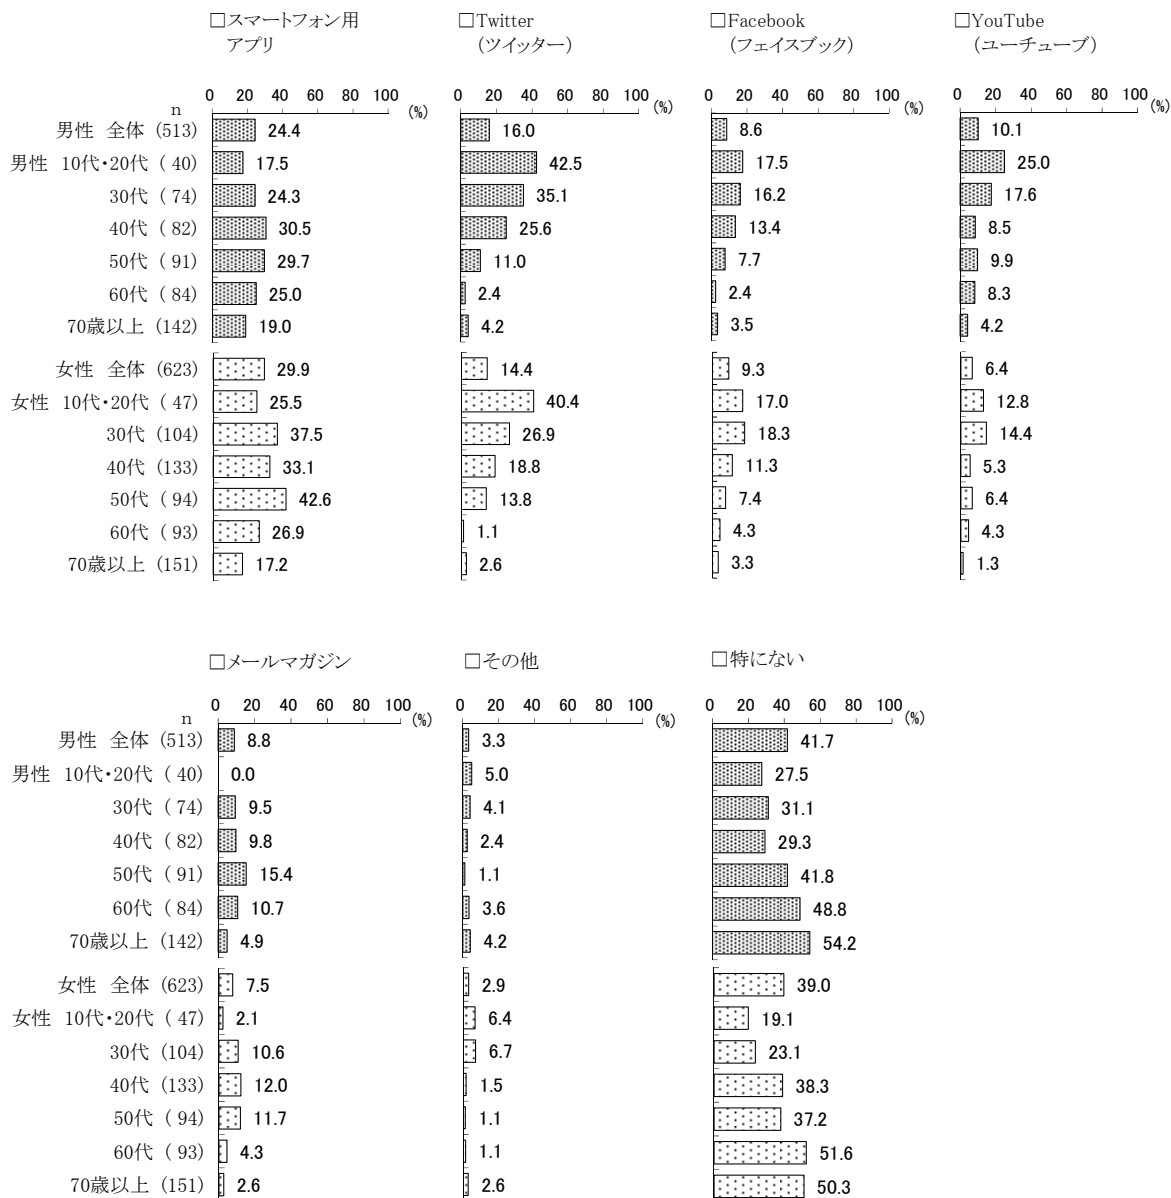 □スマートフォン用 □Twitter □Facebook □YouTube
アプリ (ツイッター) (フェイスブック) (ユーチューブ)
0 20 40 60 80 100 (%) 0 20 40 60 80 100 (%) 0 20 40 60 80 100 (%) 0 20 40 60 80 100 (%)
n
男性 全体 (513) 24.4 16.0 8.6 10.1
男性 10代・20代 ( 40) 17.5 42.5 17.5 25.0
30代 ( 74) 24.3 35.1 16.2 17.6
40代 ( 82) 30.5 25.6 13.4 8.5
50代 ( 91) 29.7 11.0 7.7 9.9
60代 ( 84) 25.0 2.4 2.4 8.3
70歳以上 (142) 19.0 4.2 3.5 4.2
女性 全体 (623) 29.9 14.4 9.3 6.4
女性 10代・20代 ( 47) 25.5 40.4 17.0 12.8
30代 (104) 37.5 26.9 18.3 14.4
40代 (133) 33.1 18.8 11.3 5.3
50代 ( 94) 42.6 13.8 7.4 6.4
60代 ( 93) 26.9 1.1 4.3 4.3
70歳以上 (151) 17.2 2.6 3.3 1.3
□メールマガジン □その他 □特にない
0 20 40 60 80 100 (%) 0 20 40 60 80 100 (%) 0 20 40 60 80 100 (%)
n
男性 全体 (513) 8.8 3.3 41.7
男性 10代・20代 ( 40) 0.0 5.0 27.5
30代 ( 74) 9.5 4.1 31.1
40代 ( 82) 9.8 2.4 29.3
50代 ( 91) 15.4 1.1 41.8
60代 ( 84) 10.7 3.6 48.8
70歳以上 (142) 4.9 4.2 54.2
女性 全体 (623) 7.5 2.9 39.0
女性 10代・20代 ( 47) 2.1 6.4 19.1
30代 (104) 10.6 6.7 23.1
40代 (133) 12.0 1.5 38.3
50代 ( 94) 11.7 1.1 37.2
60代 ( 93) 4.3 1.1 51.6
70歳以上 (151) 2.6 2.6 50.3